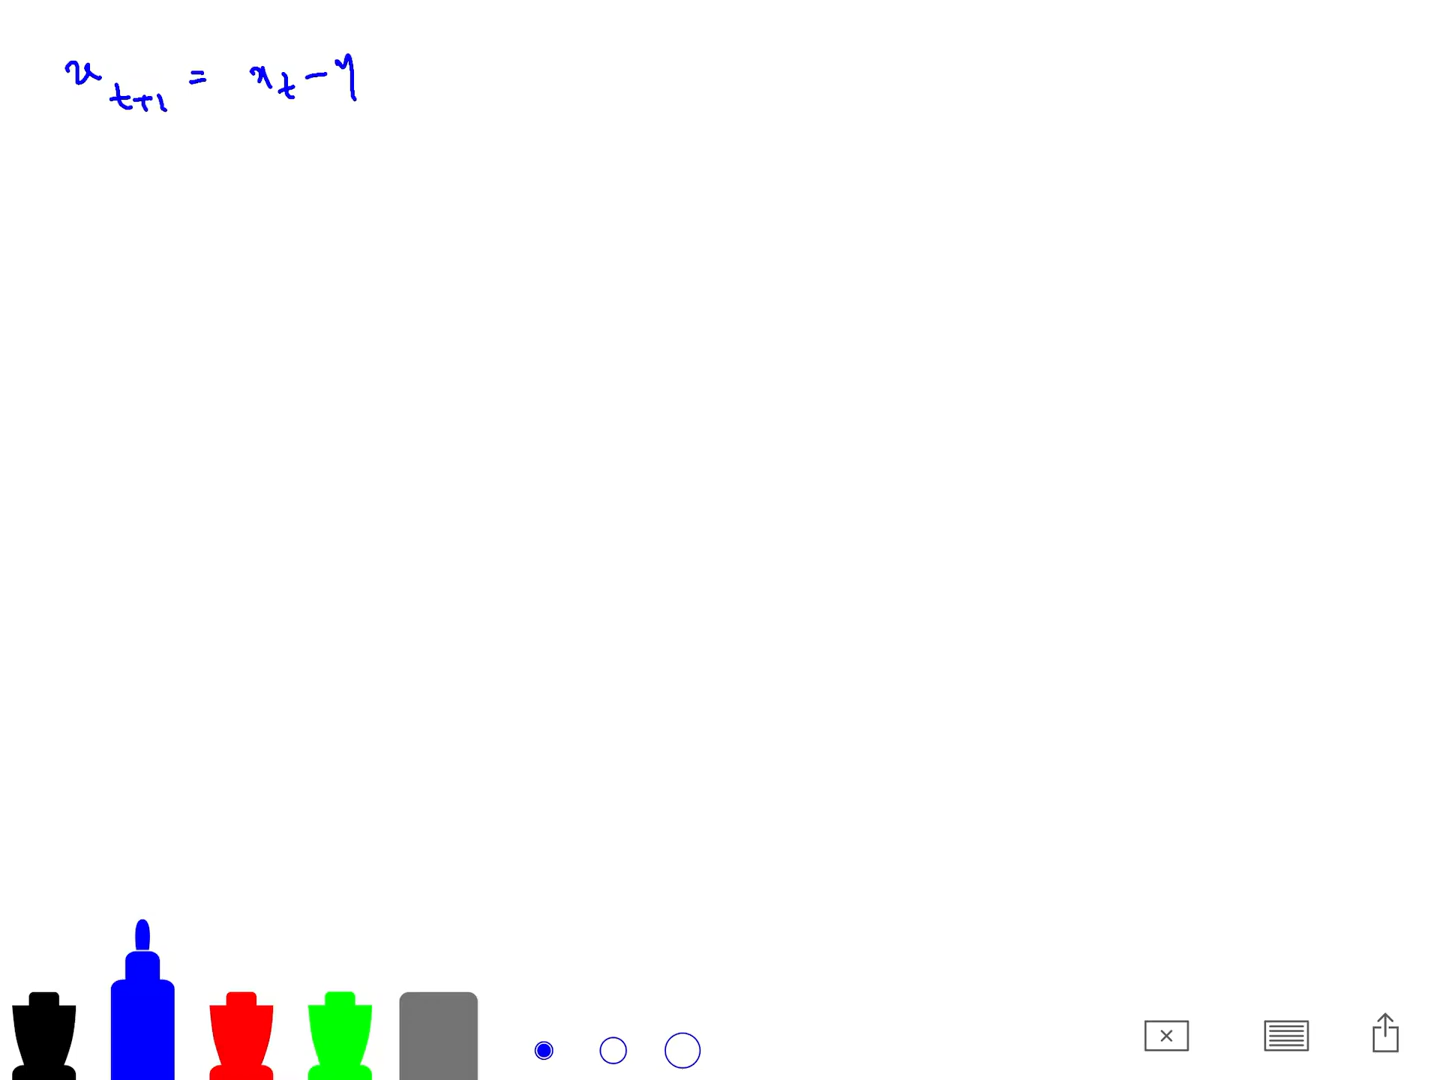 x_{t+1} = x_t - η